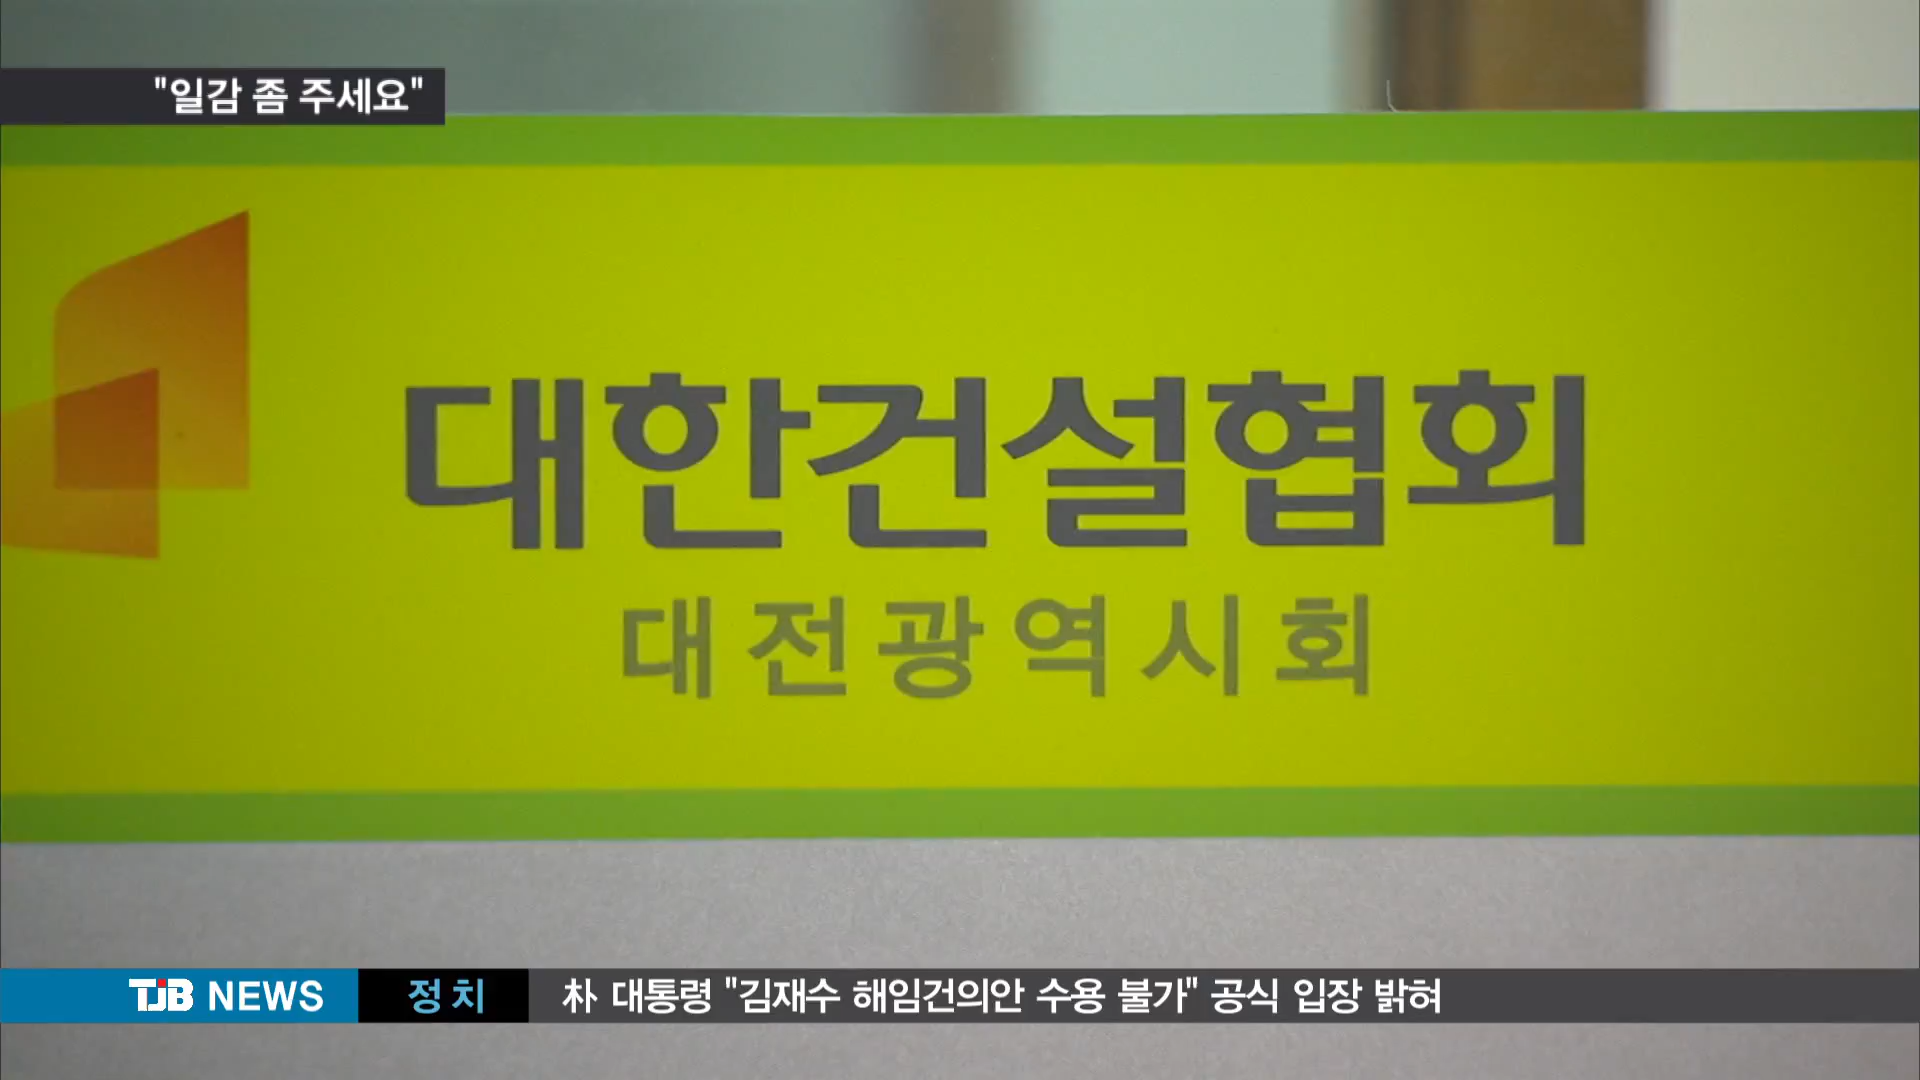 "일감 좀 주세요"
대한건설협회
대전광역시회
TJB NEWS 정치 朴 대통령 "김재수 해임건의안 수용 불가" 공식 입장 밝혀